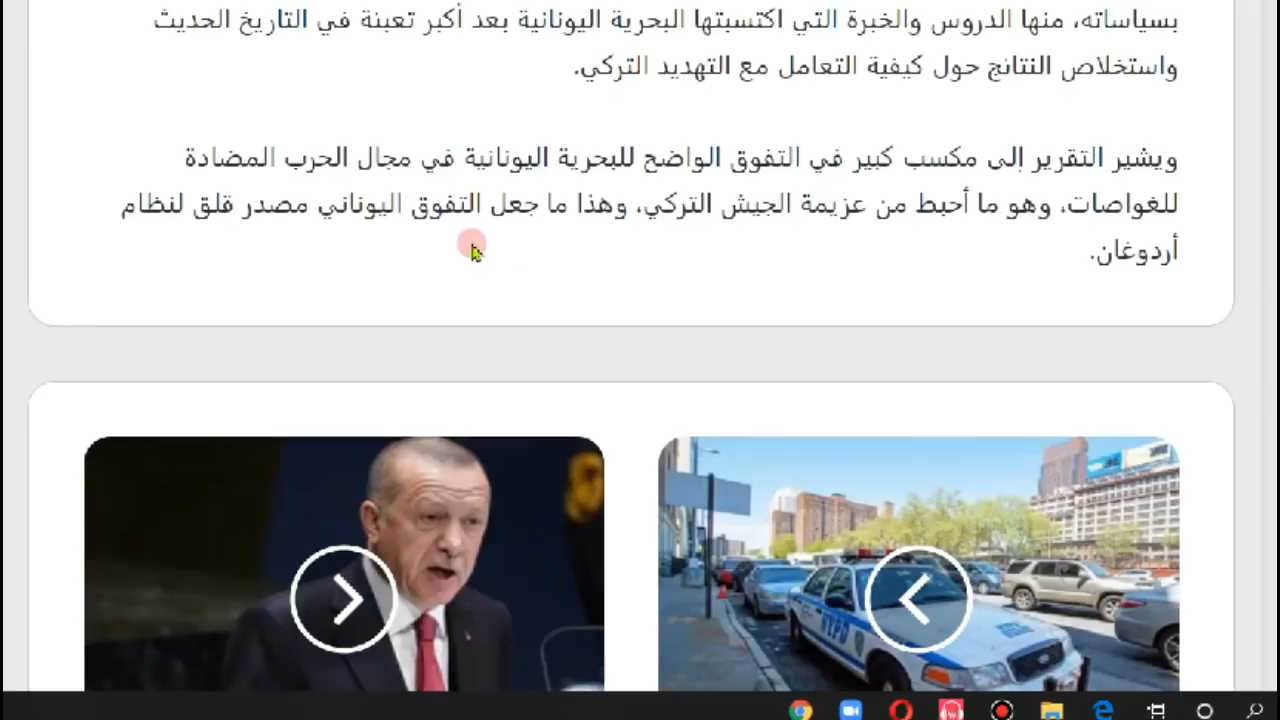 بسياساته، منها الدروس والخبرة التي اكتسبتها البحرية اليونانية بعد أكبر تعبئة في التاريخ الحديث
واستخلاص النتائج حول كيفية التعامل مع التهديد التركي.
ويشير التقرير إلى مكسب كبير في التفوق الواضح للبحرية اليونانية في مجال الحرب المضادة
للغواصات، وهو ما أحبط من عزيمة الجيش التركي، وهذا ما جعل التفوق اليوناني مصدر قلق لنظام
أردوغان.
NYPD